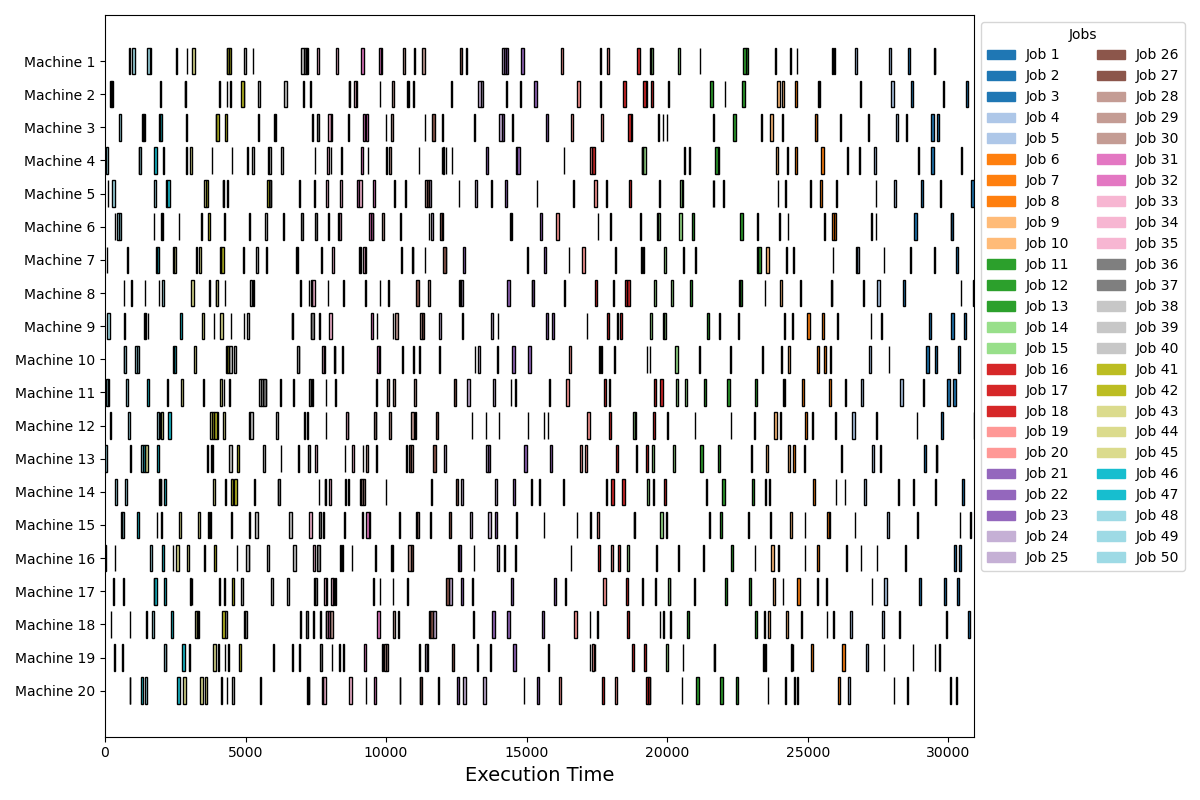 Machine 1
Machine 2
Machine 3
Machine 4
Machine 5
Machine 6
Machine 7
Machine 8
Machine 9
Machine 10
Machine 11
Machine 12
Machine 13
Machine 14
Machine 15
Machine 16
Machine 17
Machine 18
Machine 19
Machine 20
0 5000 10000 15000 20000 25000 30000
Execution Time
Jobs
Job 1 Job 26
Job 2 Job 27
Job 3 Job 28
Job 4 Job 29
Job 5 Job 30
Job 6 Job 31
Job 7 Job 32
Job 8 Job 33
Job 9 Job 34
Job 10 Job 35
Job 11 Job 36
Job 12 Job 37
Job 13 Job 38
Job 14 Job 39
Job 15 Job 40
Job 16 Job 41
Job 17 Job 42
Job 18 Job 43
Job 19 Job 44
Job 20 Job 45
Job 21 Job 46
Job 22 Job 47
Job 23 Job 48
Job 24 Job 49
Job 25 Job 50